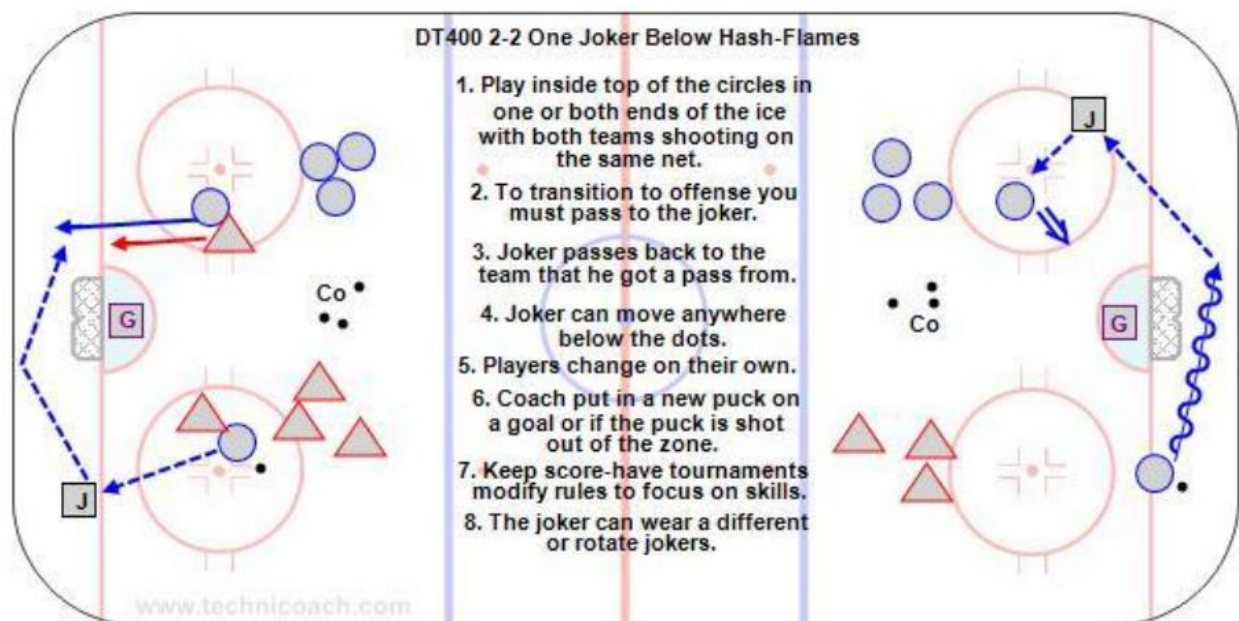 DT400 2-2 One Joker Below Hash-Flames
1. Play inside top of the circles in
one or both ends of the ice
with both teams shooting on
the same net.
2. To transition to offense you
must pass to the joker.
3. Joker passes back to the
team that he got a pass from.
4. Joker can move anywhere
below the dots.
5. Players change on their own.
6. Coach put in a new puck on
a goal or if the puck is shot
out of the zone.
7. Keep score-have tournaments
modify rules to focus on skills.
8. The joker can wear a different
or rotate jokers.
J
Co
Co
G
G
J
www.technicoach.com